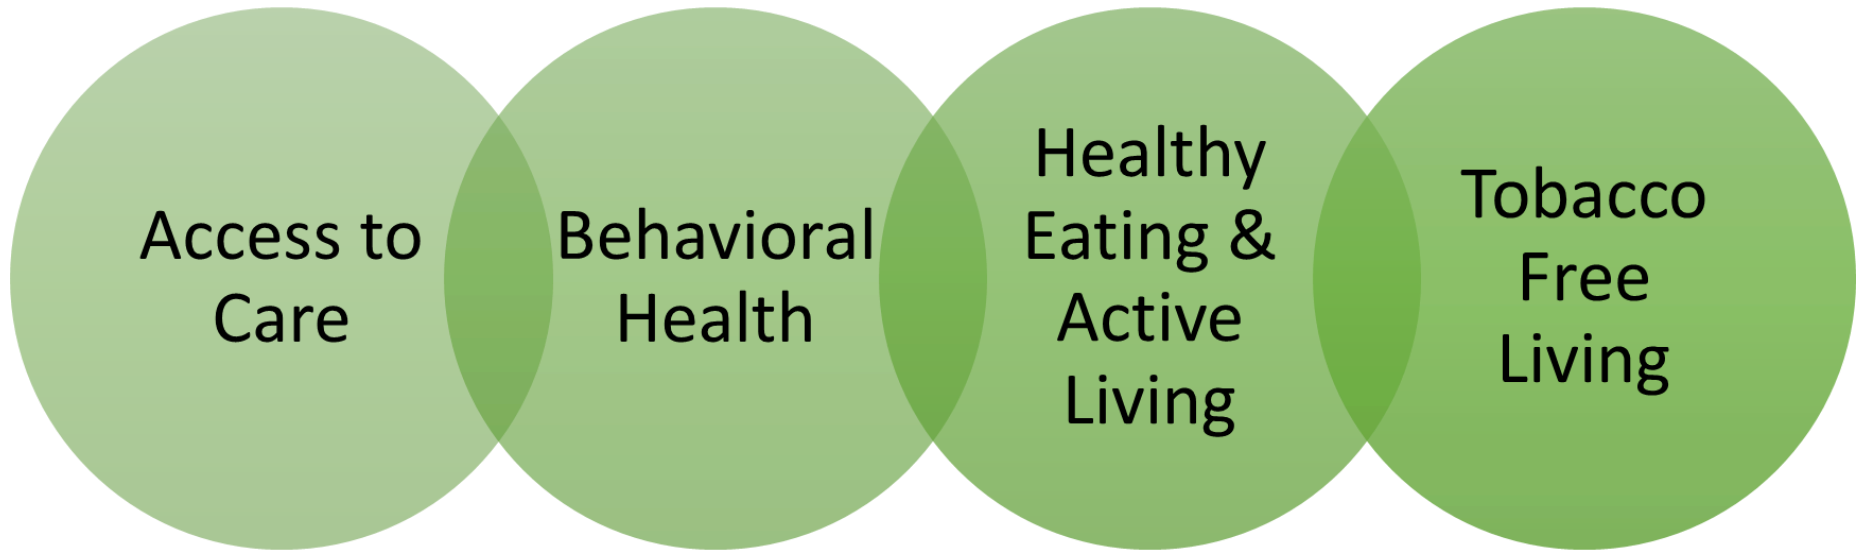 Access to
Care
Behavioral
Health
Healthy
Eating &
Active
Living
Tobacco
Free
Living